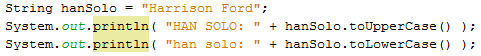 String hanSolo = "Harrison Ford";
System.out.println( "HAN SOLO: " + hanSolo.toUpperCase() );
System.out.println( "han solo: " + hanSolo.toLowerCase() );